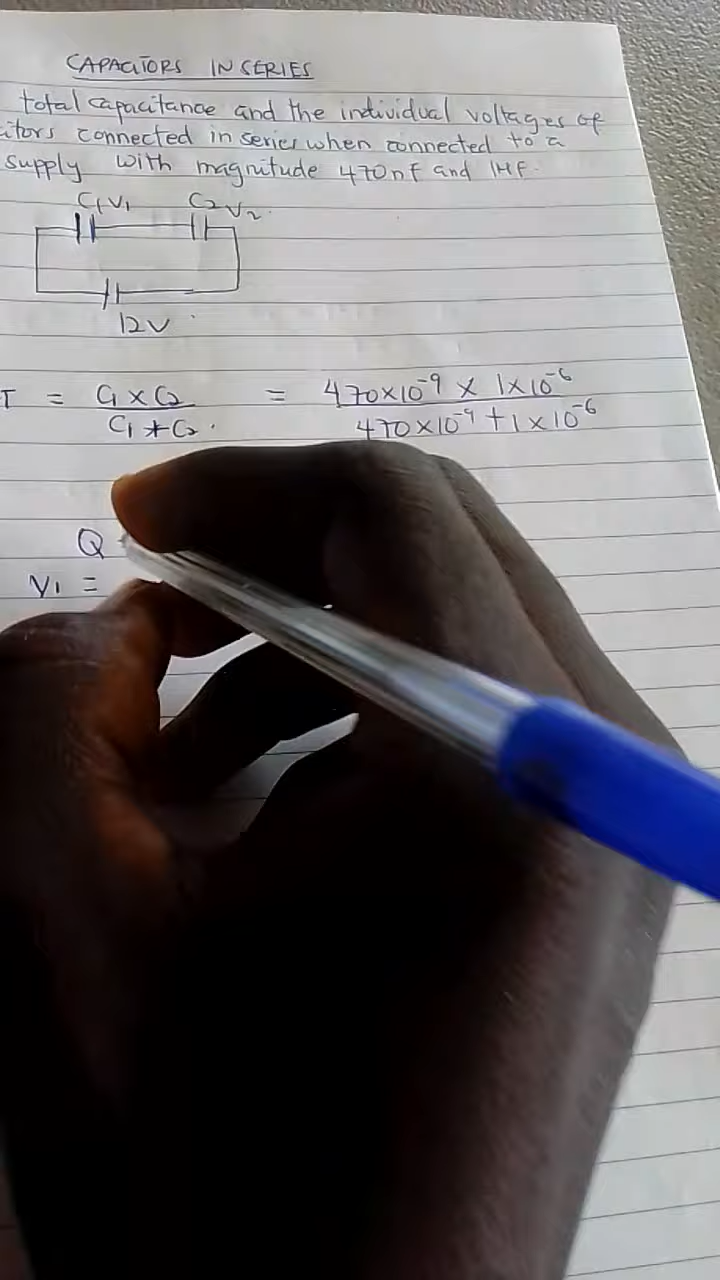 CAPACITORS IN SERIES
total capacitance and the individual voltages of
itors connected in series when connected to a
supply with magnitude 470nF and 1MF.
C1 V1 C2 V2
12V
T = C1 x C2 = 470x10^-9 x 1x10^-6
C1 + C2. 470x10^-9 + 1x10^-6
Q
V1 =